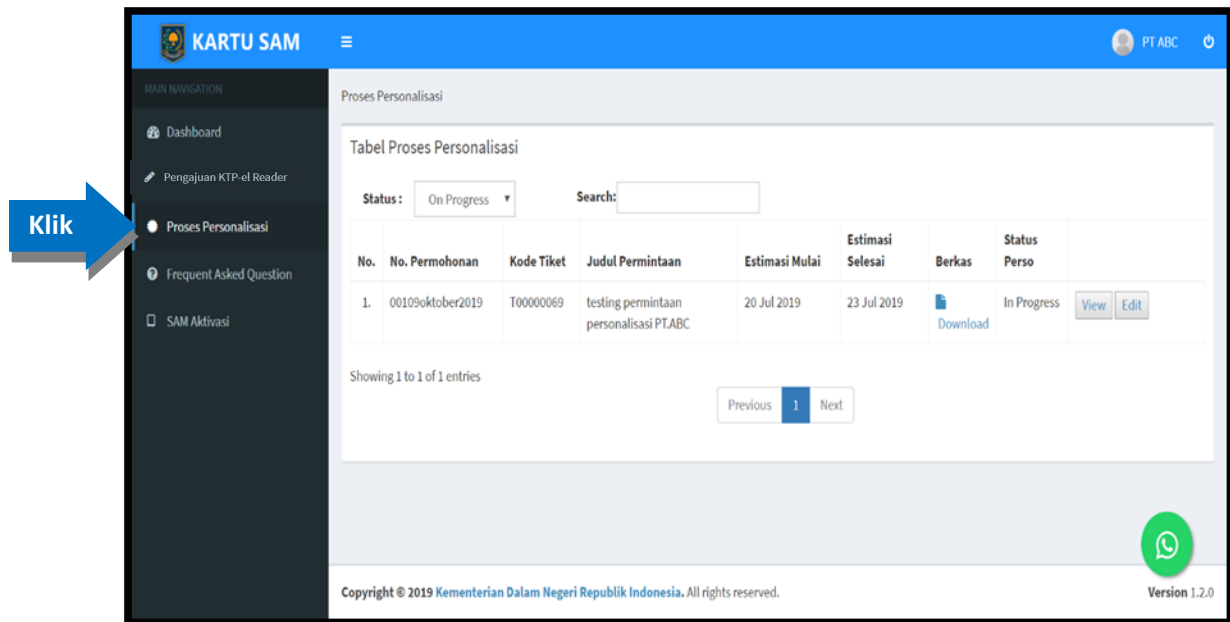 KARTU SAM
PT ABC
MAIN NAVIGATION
Dashboard
Pengajuan KTP-el Reader
Klik
Proses Personalisasi
Frequent Asked Question
SAM Aktivasi
Proses Personalisasi
Tabel Proses Personalisasi
Status : On Progress Search:
No. No. Permohonan Kode Tiket Judul Permintaan Estimasi Mulai Estimasi Selesai Berkas Status Perso
1. 00109oktober2019 T00000069 testing permintaan personalisasi PT.ABC 20 Jul 2019 23 Jul 2019 Download In Progress View Edit
Showing 1 to 1 of 1 entries
Previous 1 Next
Copyright © 2019 Kementerian Dalam Negeri Republik Indonesia. All rights reserved. Version 1.2.0